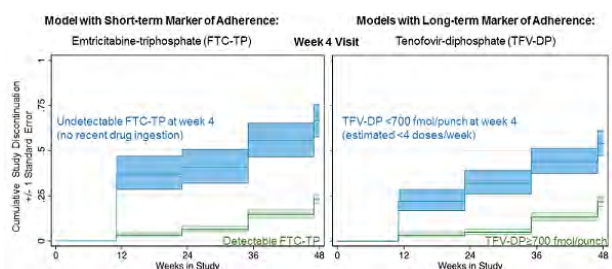 Model with Short-term Marker of Adherence:
Models with Long-term Marker of Adherence:
Emtricitabine-triphosphate (FTC-TP)
Week 4 Visit
Tenofovir-diphosphate (TFV-DP)
Cumulative Study Discontinuation
+/- 1 Standard Error
1
.75
.5
.25
0
Undetectable FTC-TP at week 4
(no recent drug ingestion)
Detectable FTC-TP
0 12 24 36 48
Weeks in Study
TFV-DP <700 fmol/punch at week 4
(estimated <4 doses/week)
TFV-DP≥700 fmol/punch
0 12 24 36 48
Weeks in Study